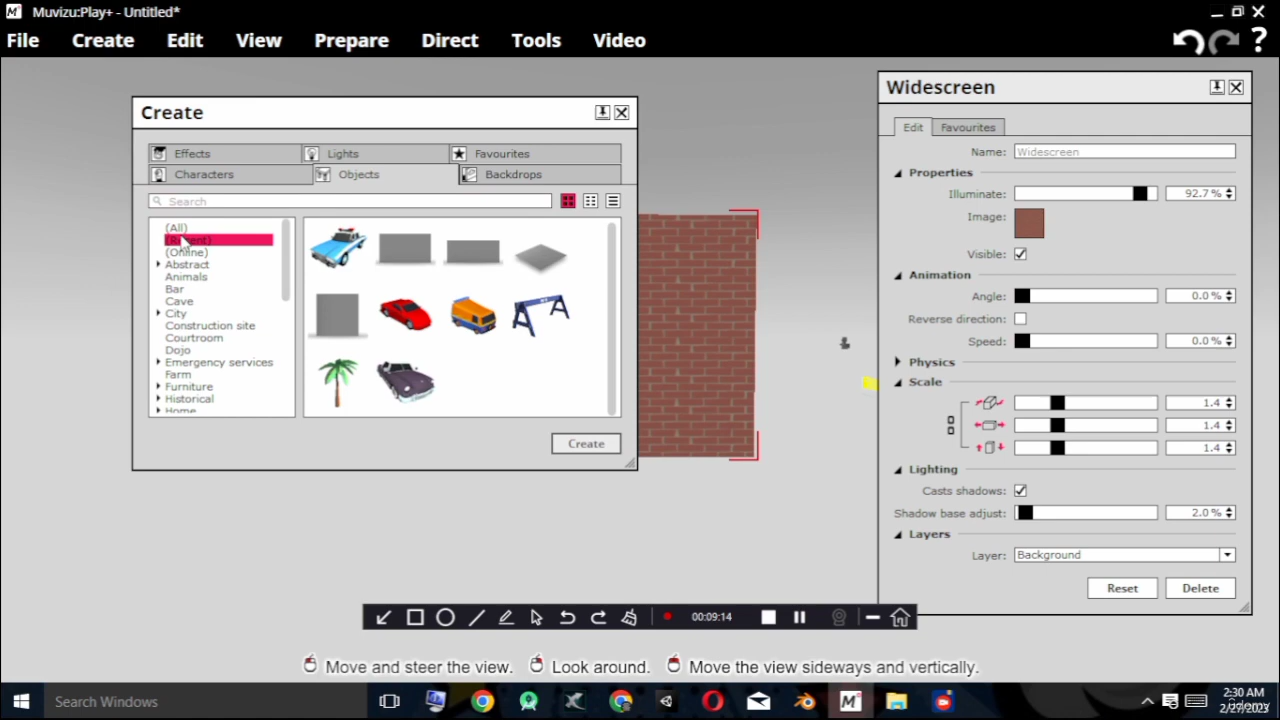 Muvizu:Play+ - Untitled*
File Create Edit View Prepare Direct Tools Video ?
Create
Effects Lights Favourites
Characters Objects Backdrops
Search
(All)
(Online)
Abstract
Animals
Bar
Cave
City
Construction site
Courtroom
Dojo
Emergency services
Farm
Furniture
Historical
Home
Create
Widescreen
Edit Favourites
Name: Widescreen
Properties
Illuminate: 92.7 %
Image:
Visible:
Animation
Angle: 0.0 %
Reverse direction:
Speed: 0.0 %
Physics
Scale
1.4
1.4
1.4
Lighting
Casts shadows:
Shadow base adjust: 2.0 %
Layers
Layer: Background
Reset Delete
00:09:14
Move and steer the view. Look around. Move the view sideways and vertically.
Search Windows
2:30 AM